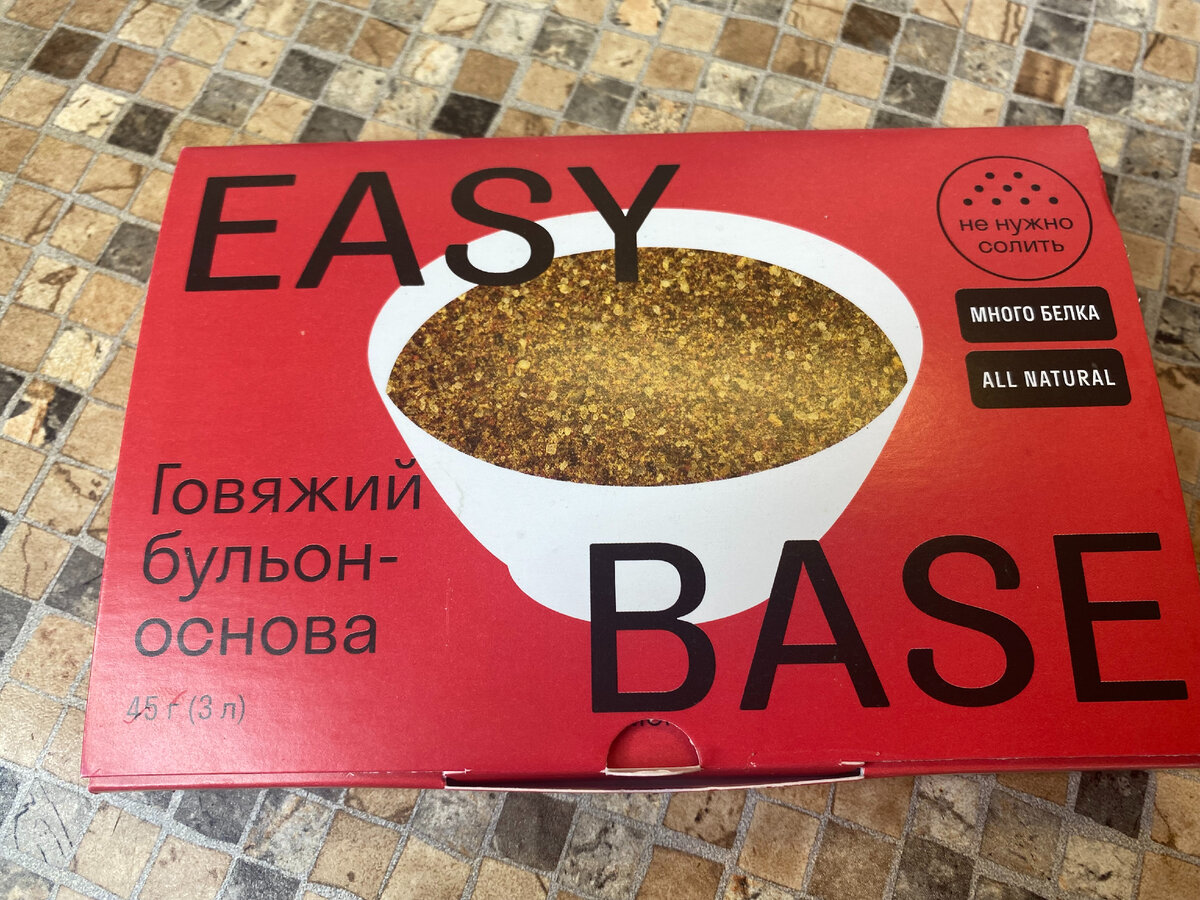 EASY
не нужно
солить
МНОГО БЕЛКА
ALL NATURAL
Говяжий
бульон-
основа
45 г (3 л)
BASE